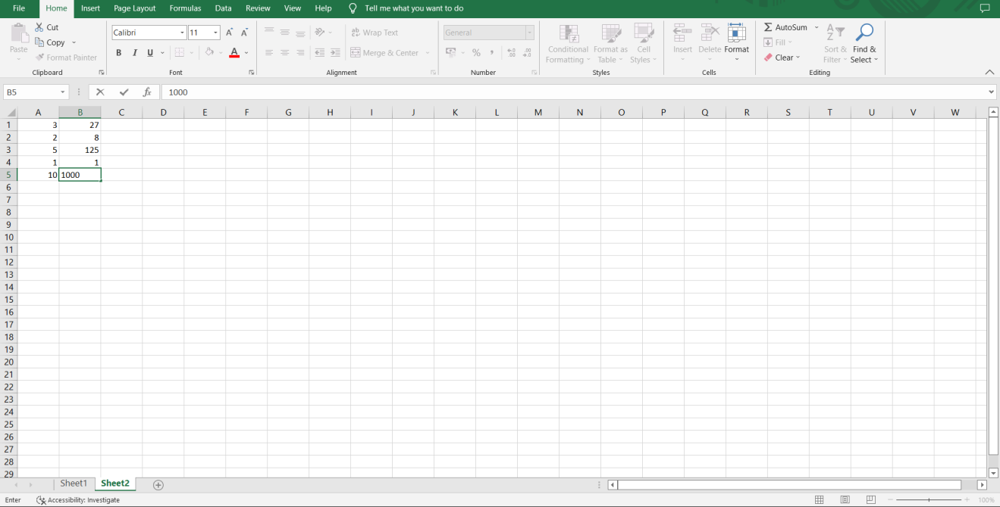 File Home Insert Page Layout Formulas Data Review View Help Tell me what you want to do
Cut
Copy
Format Painter
Paste
Clipboard
Calibri 11
A A
B I U A
Font
Wrap Text
Merge & Center
Alignment
General
% ,
Number
Conditional Formatting
Format as Table
Cell Styles
Styles
Insert Delete Format
Cells
AutoSum
Fill
Clear
Sort & Filter
Find & Select
Editing
B5 fx 1000
A B C D E F G H I J K L M N O P Q R S T U V W
1 3 27
2 2 8
3 5 125
4 1 1
5 10 1000
6
7
8
9
10
11
12
13
14
15
16
17
18
19
20
21
22
23
24
25
26
27
28
29
Sheet1 Sheet2
Enter Accessibility: Investigate 100%